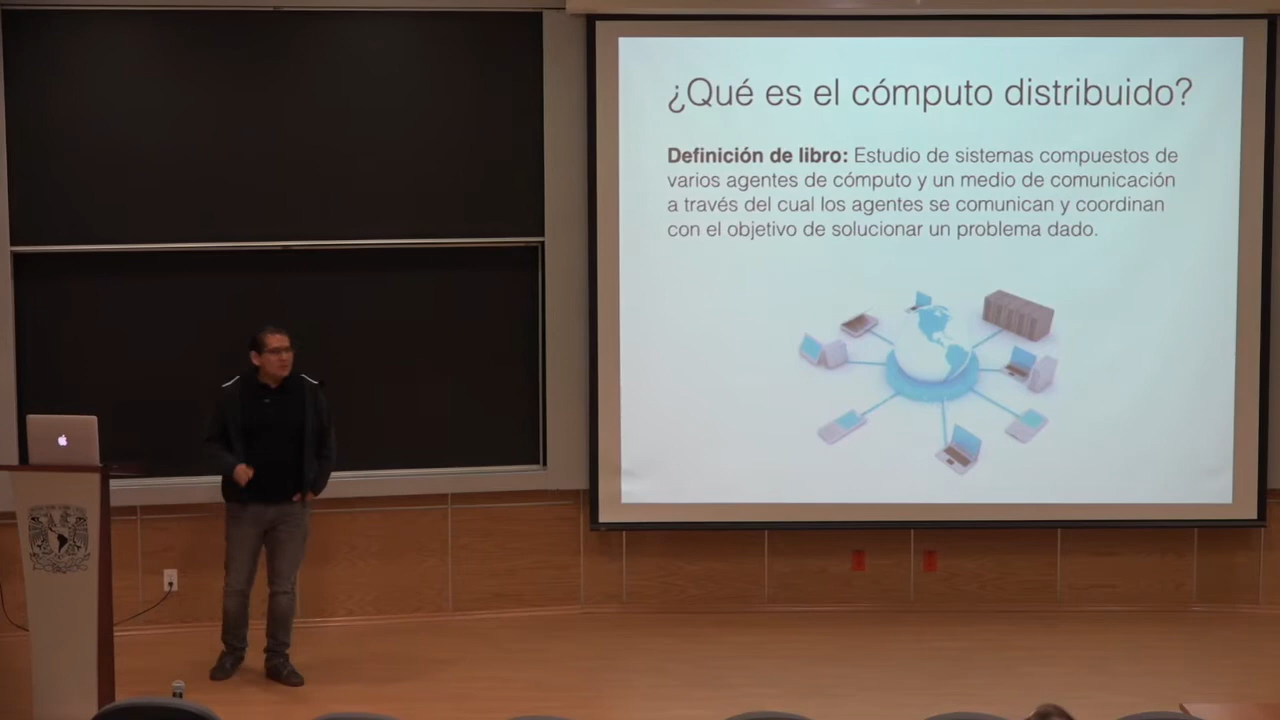 ¿Qué es el cómputo distribuido?
Definición de libro: Estudio de sistemas compuestos de
varios agentes de cómputo y un medio de comunicación
a través del cual los agentes se comunican y coordinan
con el objetivo de solucionar un problema dado.